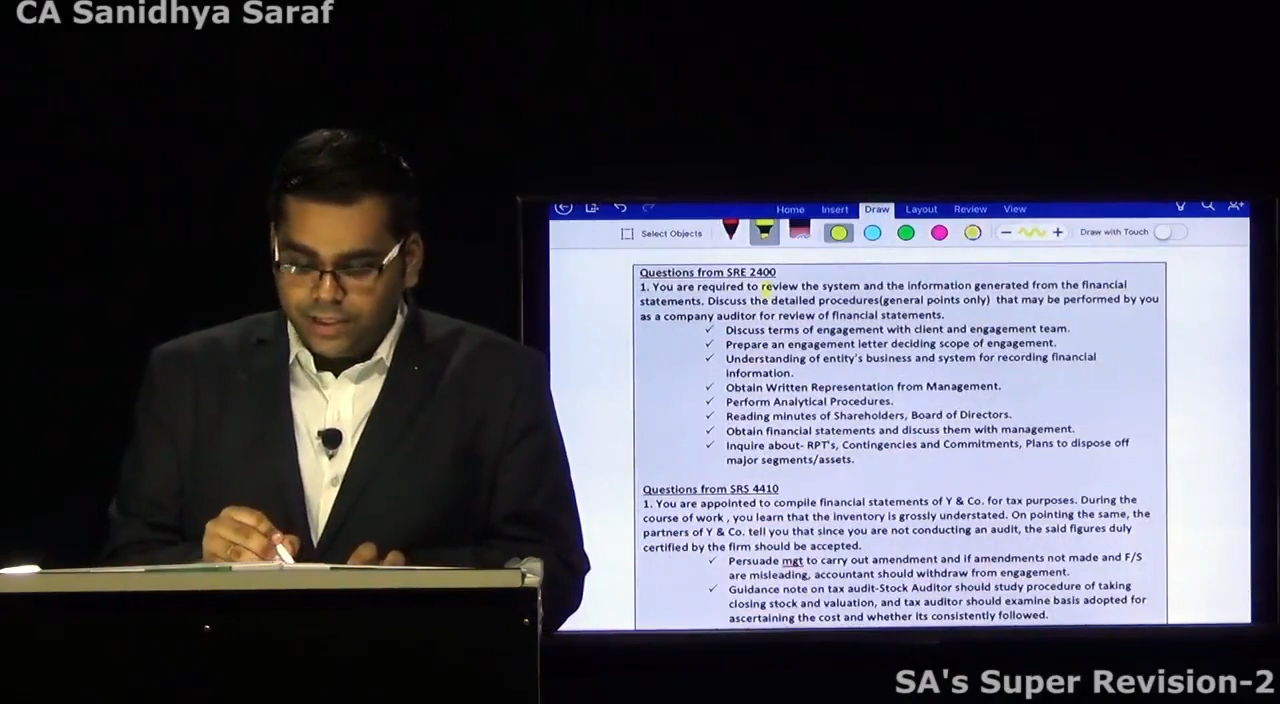 CA Sanidhya Saraf
Home Insert Draw Layout Review View
Select Objects
Draw with Touch
Questions from SRE 2400
1. You are required to review the system and the information generated from the financial
statements. Discuss the detailed procedures(general points only) that may be performed by you
as a company auditor for review of financial statements.
✓ Discuss terms of engagement with client and engagement team.
✓ Prepare an engagement letter deciding scope of engagement.
✓ Understanding of entity's business and system for recording financial
information.
✓ Obtain Written Representation from Management.
✓ Perform Analytical Procedures.
✓ Reading minutes of Shareholders, Board of Directors.
✓ Obtain financial statements and discuss them with management.
✓ Inquire about- RPT's, Contingencies and Commitments, Plans to dispose off
major segments/assets.
Questions from SRS 4410
1. You are appointed to compile financial statements of Y & Co. for tax purposes. During the
course of work , you learn that the inventory is grossly understated. On pointing the same, the
partners of Y & Co. tell you that since you are not conducting an audit, the said figures duly
certified by the firm should be accepted.
✓ Persuade mgt to carry out amendment and if amendments not made and F/S
are misleading, accountant should withdraw from engagement.
✓ Guidance note on tax audit-Stock Auditor should study procedure of taking
closing stock and valuation, and tax auditor should examine basis adopted for
ascertaining the cost and whether its consistently followed.
SA's Super Revision-2